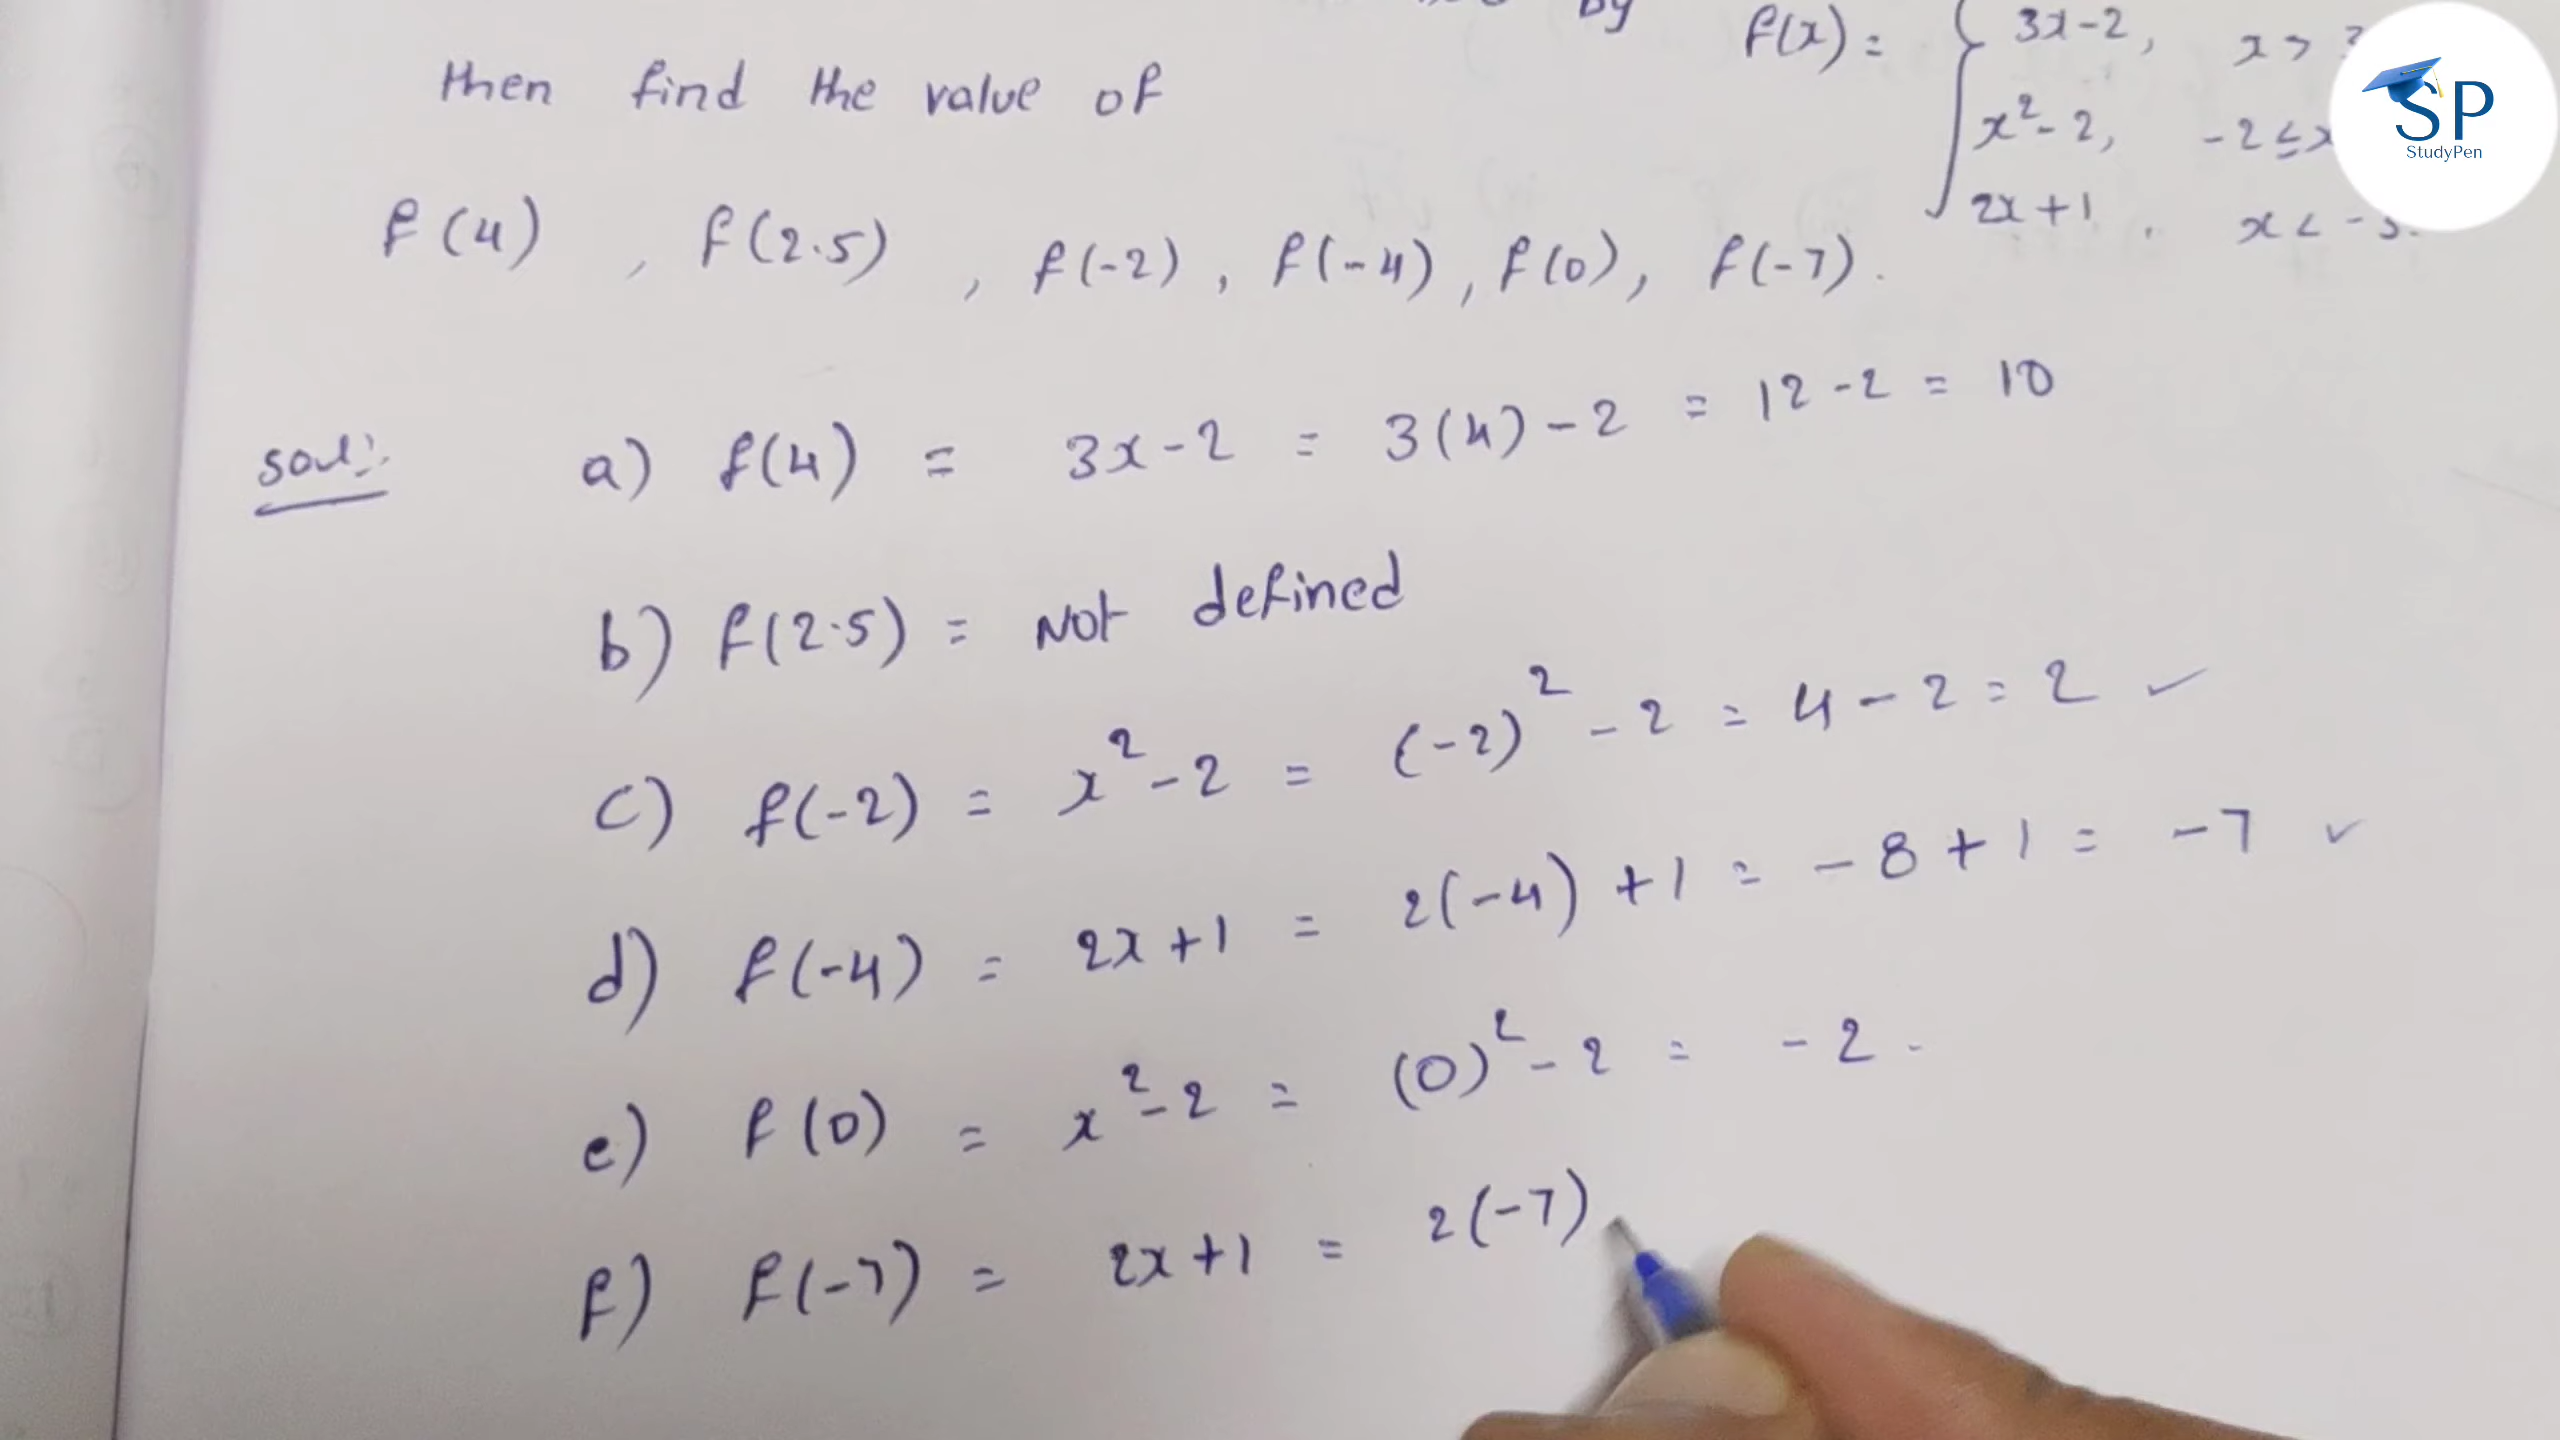 by f(x) = { 3x-2, x >
then find the value of
x²-2, -2 ≤ x
2x+1, x < -3.
f(4), f(2.5), f(-2), f(-4), f(0), f(-7).
sol:
a) f(4) = 3x-2 = 3(4)-2 = 12-2 = 10
b) f(2.5) = Not defined
c) f(-2) = x²-2 = (-2)²-2 = 4-2 = 2 ✓
d) f(-4) = 2x+1 = 2(-4)+1 = -8+1 = -7 ✓
e) f(0) = x²-2 = (0)²-2 = -2.
f) f(-7) = 2x+1 = 2(-7)
SP
StudyPen